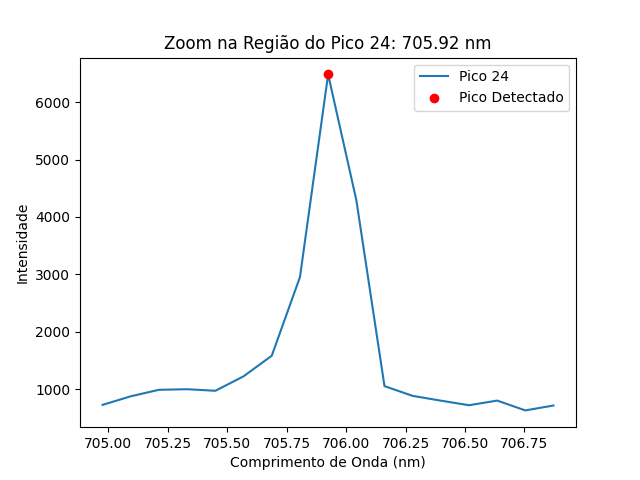 Zoom na Região do Pico 24: 705.92 nm
Pico 24
Pico Detectado
Intensidade
6000
5000
4000
3000
2000
1000
705.00 705.25 705.50 705.75 706.00 706.25 706.50 706.75
Comprimento de Onda (nm)